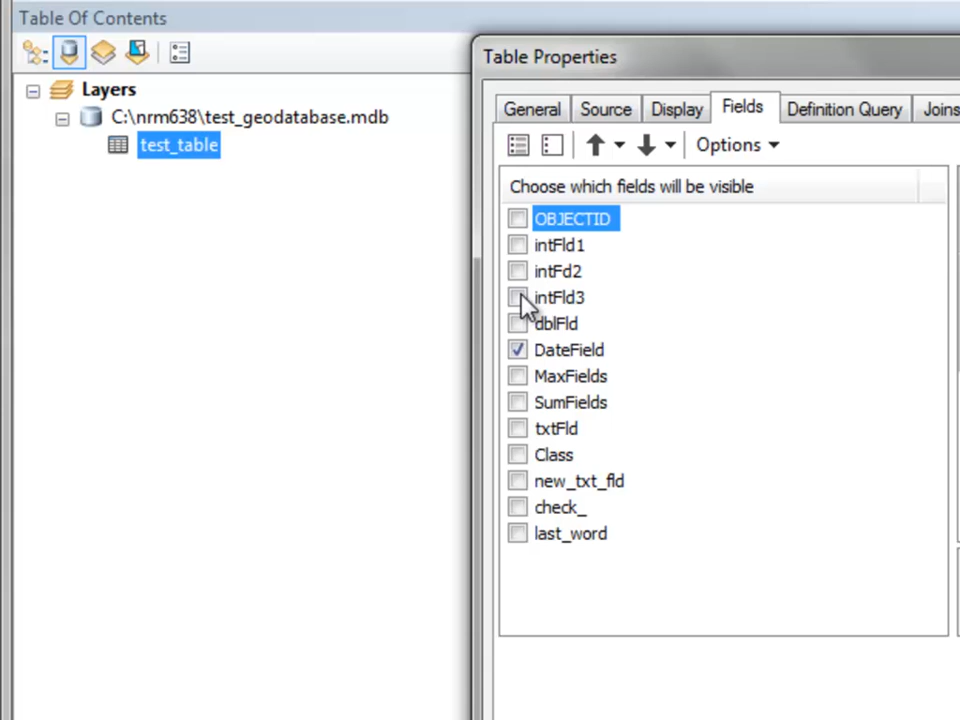 Table Of Contents
Layers
C:\nrm638\test_geodatabase.mdb
test_table
Table Properties
General Source Display Fields Definition Query Joins
Options
Choose which fields will be visible
OBJECTID
intFld1
intFd2
intFld3
dblFld
DateField
MaxFields
SumFields
txtFld
Class
new_txt_fld
check_
last_word